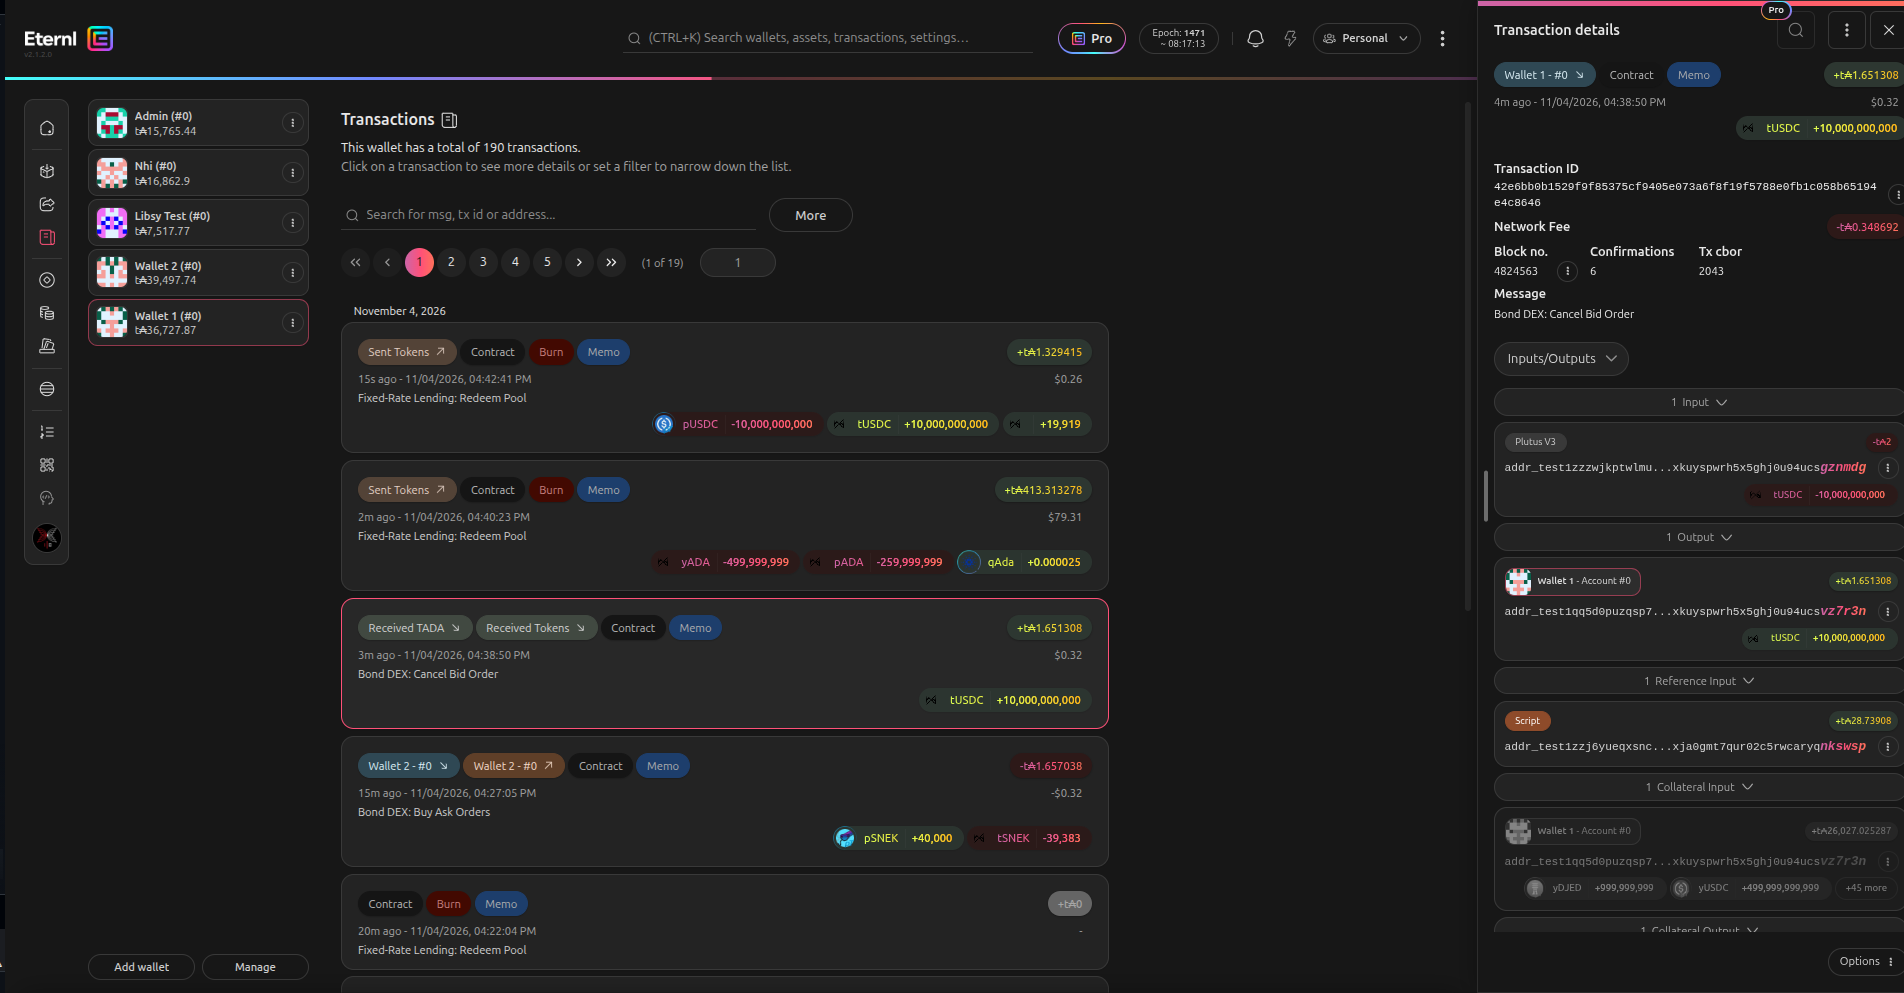 Eternl
v2.1.2.0
(CTRL+K) Search wallets, assets, transactions, settings...
Pro
Epoch: 1471
~ 08:17:13
Personal
Admin (#0)
t₳15,765.44
Nhi (#0)
t₳16,862.9
Libsy Test (#0)
t₳7,517.77
Wallet 2 (#0)
t₳39,497.74
Wallet 1 (#0)
t₳36,727.87
Add wallet
Manage
Transactions
This wallet has a total of 190 transactions.
Click on a transaction to see more details or set a filter to narrow down the list.
Search for msg, tx id or address...
More
1 2 3 4 5 (1 of 19) 1
November 4, 2026
Sent Tokens Contract Burn Memo +t₳1.329415
15s ago - 11/04/2026, 04:42:41 PM $0.26
Fixed-Rate Lending: Redeem Pool
pUSDC -10,000,000,000 tUSDC +10,000,000,000 +19,919
Sent Tokens Contract Burn Memo +t₳413.313278
2m ago - 11/04/2026, 04:40:23 PM $79.31
Fixed-Rate Lending: Redeem Pool
yADA -499,999,999 pADA -259,999,999 qAda +0.000025
Received TADA Received Tokens Contract Memo +t₳1.651308
3m ago - 11/04/2026, 04:38:50 PM $0.32
Bond DEX: Cancel Bid Order
tUSDC +10,000,000,000
Wallet 2 - #0 Wallet 2 - #0 Contract Memo -t₳1.657038
15m ago - 11/04/2026, 04:27:05 PM -$0.32
Bond DEX: Buy Ask Orders
pSNEK +40,000 tSNEK -39,383
Contract Burn Memo +t₳0
20m ago - 11/04/2026, 04:22:04 PM -
Fixed-Rate Lending: Redeem Pool
Pro
Transaction details
Wallet 1 - #0 Contract Memo +t₳1.651308
4m ago - 11/04/2026, 04:38:50 PM $0.32
tUSDC +10,000,000,000
Transaction ID
42e6bb0b1529f9f85375cf9405e073a6f8f19f5788e0fb1c058b65194
e4c8646
Network Fee -t₳0.348692
Block no. Confirmations Tx cbor
4824563 6 2043
Message
Bond DEX: Cancel Bid Order
Inputs/Outputs
1 Input
Plutus V3 -t₳2
addr_test1zzzwjkptwlmu...xkuyspwrh5x5ghj0u94ucsgznmdg
tUSDC -10,000,000,000
1 Output
Wallet 1 - Account #0 +t₳1.651308
addr_test1qq5d0puzqsp7...xkuyspwrh5x5ghj0u94ucsvz7r3n
tUSDC +10,000,000,000
1 Reference Input
Script +t₳28.73908
addr_test1zzj6yueqxsnc...xja0gmt7qur02c5rwcaryqnkswsp
1 Collateral Input
Wallet 1 - Account #0 +t₳26,027.025287
addr_test1qq5d0puzqsp7...xkuyspwrh5x5ghj0u94ucsvz7r3n
yDJED +999,999,999 yUSDC +499,999,999,999 +45 more
1 Collateral Output
Options